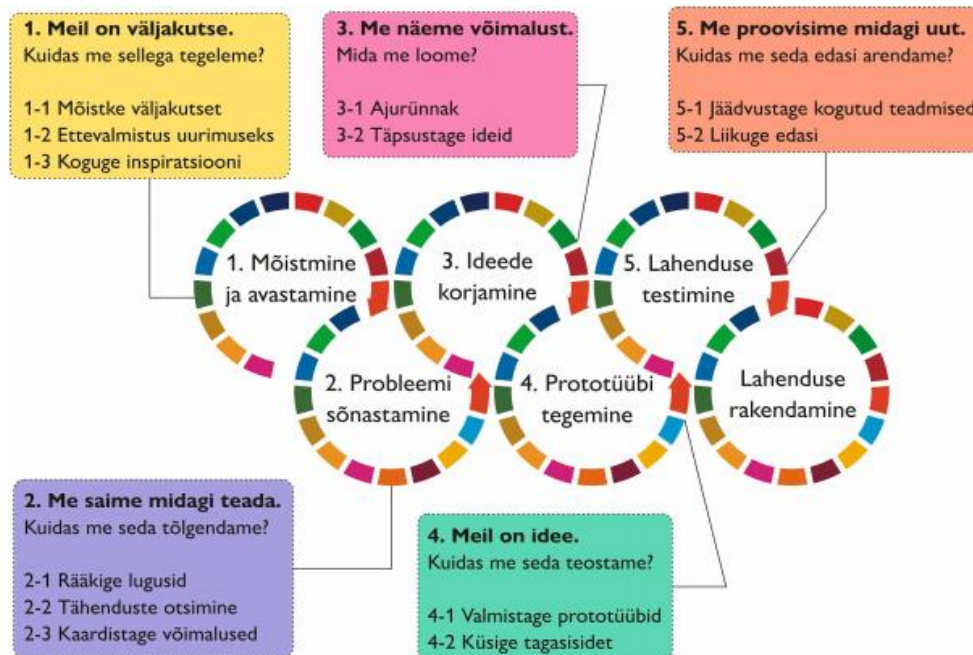 1. Meil on väljakutse.
Kuidas me sellega tegeleme?
1-1 Mõistke väljakutset
1-2 Ettevalmistus uurimuseks
1-3 Koguge inspiratsiooni
3. Me näeme võimalust.
Mida me loome?
3-1 Ajurünnak
3-2 Täpsustage ideid
5. Me proovisime midagi uut.
Kuidas me seda edasi arendame?
5-1 Jäädvustage kogutud teadmised
5-2 Liikuge edasi
1. Mõistmine
ja avastamine
3. Ideede
korjamine
5. Lahenduse
testimine
2. Probleemi
sõnastamine
4. Prototüübi
tegemine
Lahenduse
rakendamine
2. Me saime midagi teada.
Kuidas me seda tõlgendame?
2-1 Rääkige lugusid
2-2 Tähenduste otsimine
2-3 Kaardistage võimalused
4. Meil on idee.
Kuidas me seda teostame?
4-1 Valmistage prototüübid
4-2 Küsige tagasisidet